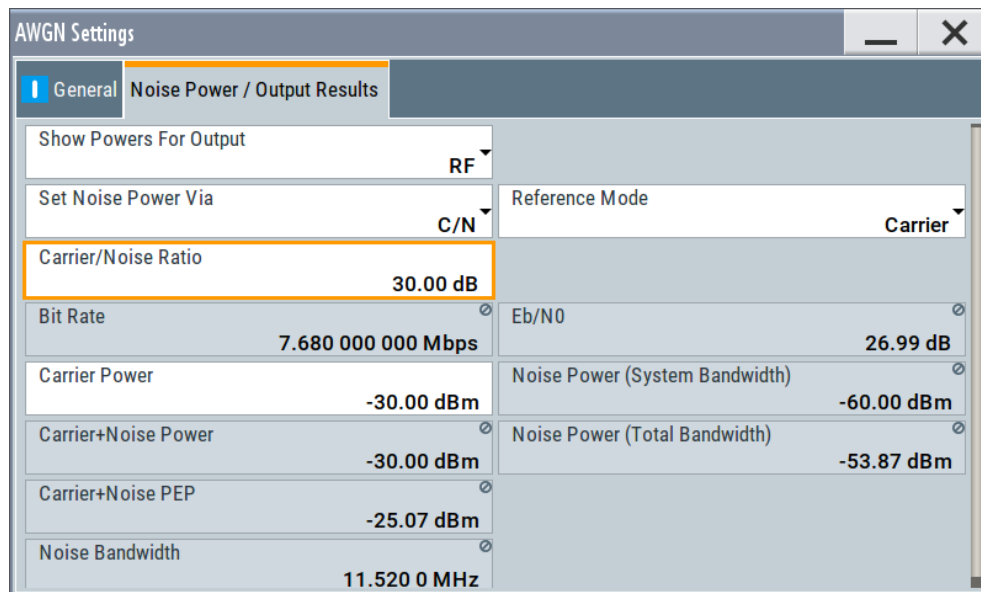 AWGN Settings
General Noise Power / Output Results
Show Powers For Output
RF
Set Noise Power Via
C/N
Reference Mode
Carrier
Carrier/Noise Ratio
30.00 dB
Bit Rate
7.680 000 000 Mbps
Eb/N0
26.99 dB
Carrier Power
-30.00 dBm
Noise Power (System Bandwidth)
-60.00 dBm
Carrier+Noise Power
-30.00 dBm
Noise Power (Total Bandwidth)
-53.87 dBm
Carrier+Noise PEP
-25.07 dBm
Noise Bandwidth
11.520 0 MHz